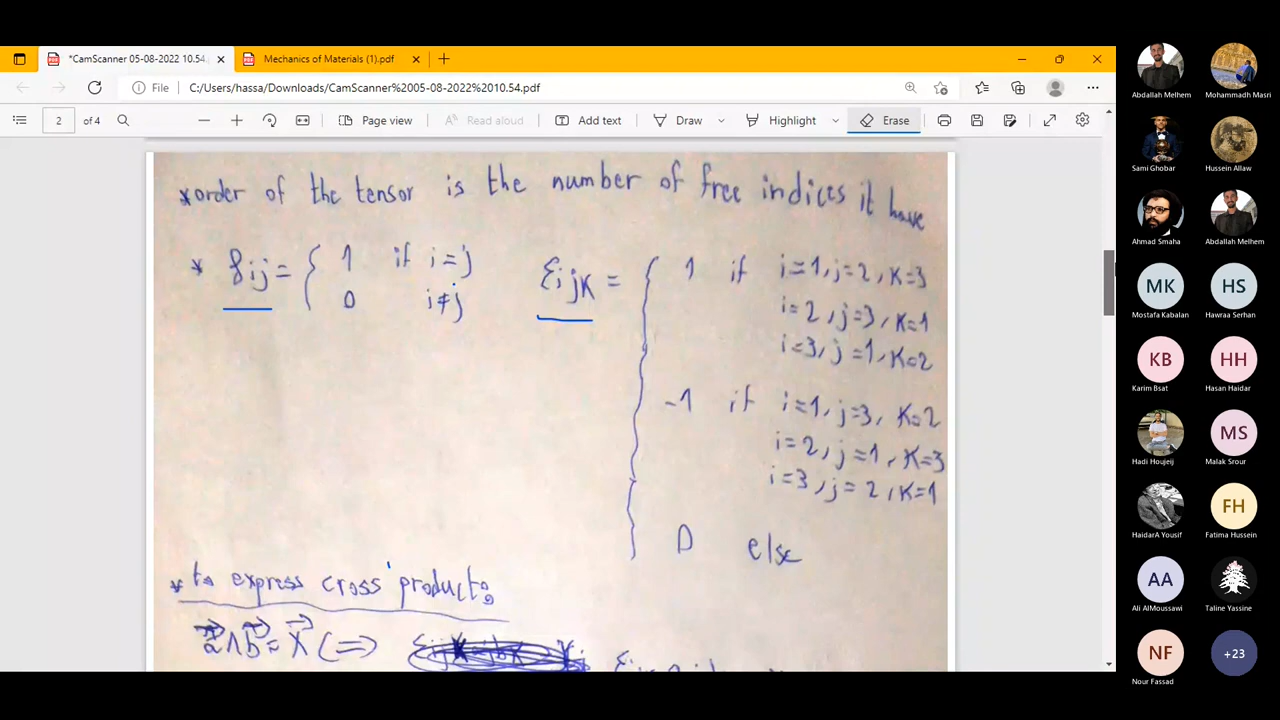 *CamScanner 05-08-2022 10.54.
Mechanics of Materials (1).pdf
File
C:/Users/hassa/Downloads/CamScanner%2005-08-2022%2010.54.pdf
2 of 4
Page view
Read aloud
Add text
Draw
Highlight
Erase
*order of the tensor is the number of free indices it have
* δij = { 1 if i=j
0 i≠j
Ɛijk = { 1 if i=1, j=2, k=3
i=2, j=3, k=1
i=3, j=1, k=2
-1 if i=1, j=3, k=2
i=2, j=1, k=3
i=3, j=2, k=1
0 else
* to express cross product:
a→ ∧ b→ = X→ <=>
Abdallah Melhem
Mohammadh Masri
Sami Ghobar
Hussein Allaw
Ahmad Smaha
Abdallah Melhem
MK
Mostafa Kabalan
HS
Hawraa Serhan
KB
Karim Bsat
HH
Hasan Haidar
Hadi Houjeij
MS
Malak Srour
HaidarA Yousif
FH
Fatima Hussein
AA
Ali AlMoussawi
Taline Yassine
NF
Nour Fassad
+23